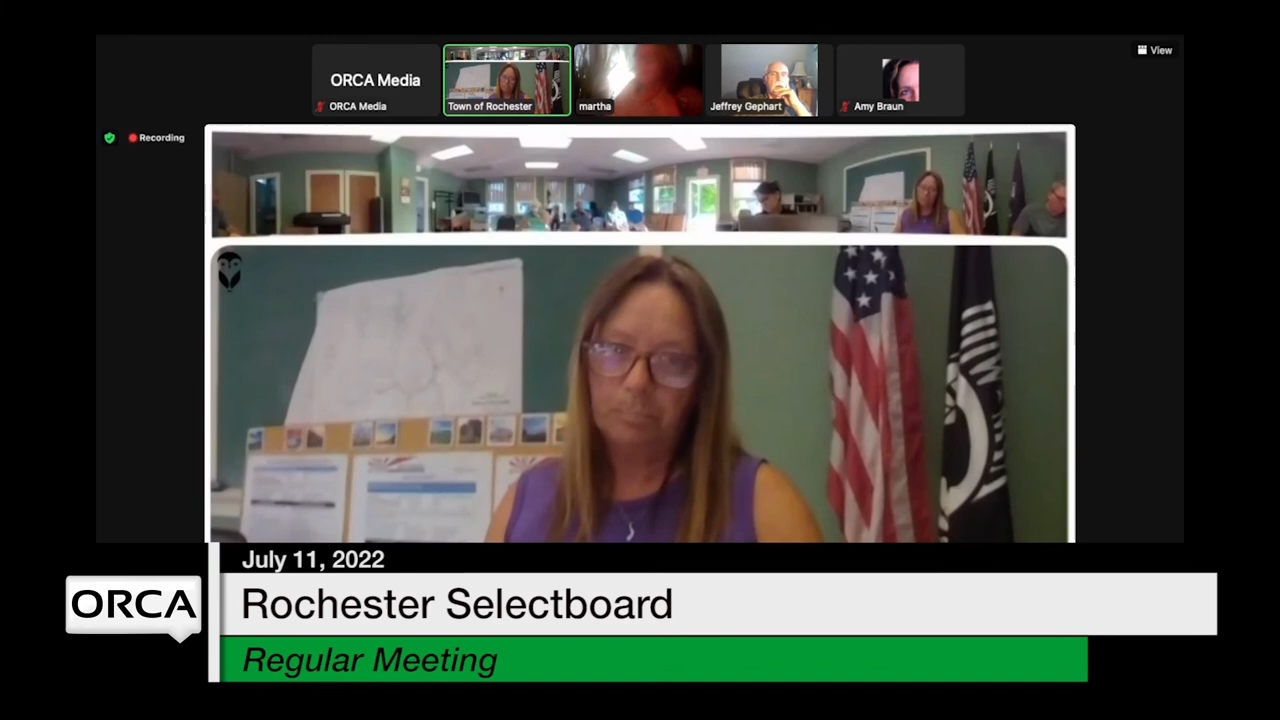 View
ORCA Media
ORCA Media
Town of Rochester
martha
Jeffrey Gephart
Amy Braun
Recording
July 11, 2022
ORCA
Rochester Selectboard
Regular Meeting